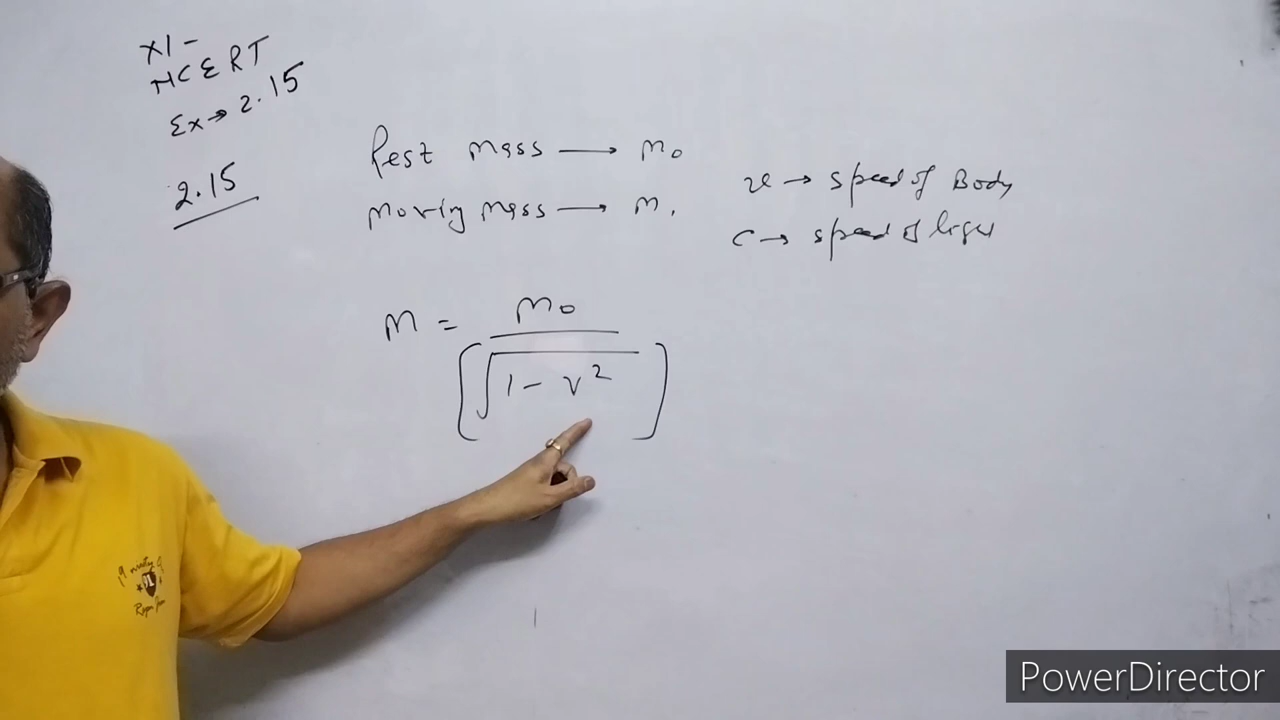 XI -
NCERT
Ex → 2.15
2.15
Rest mass → m₀
Moving mass → m.
v → speed of Body
c → speed of light
m = m₀
[√1 - v²]
PowerDirector